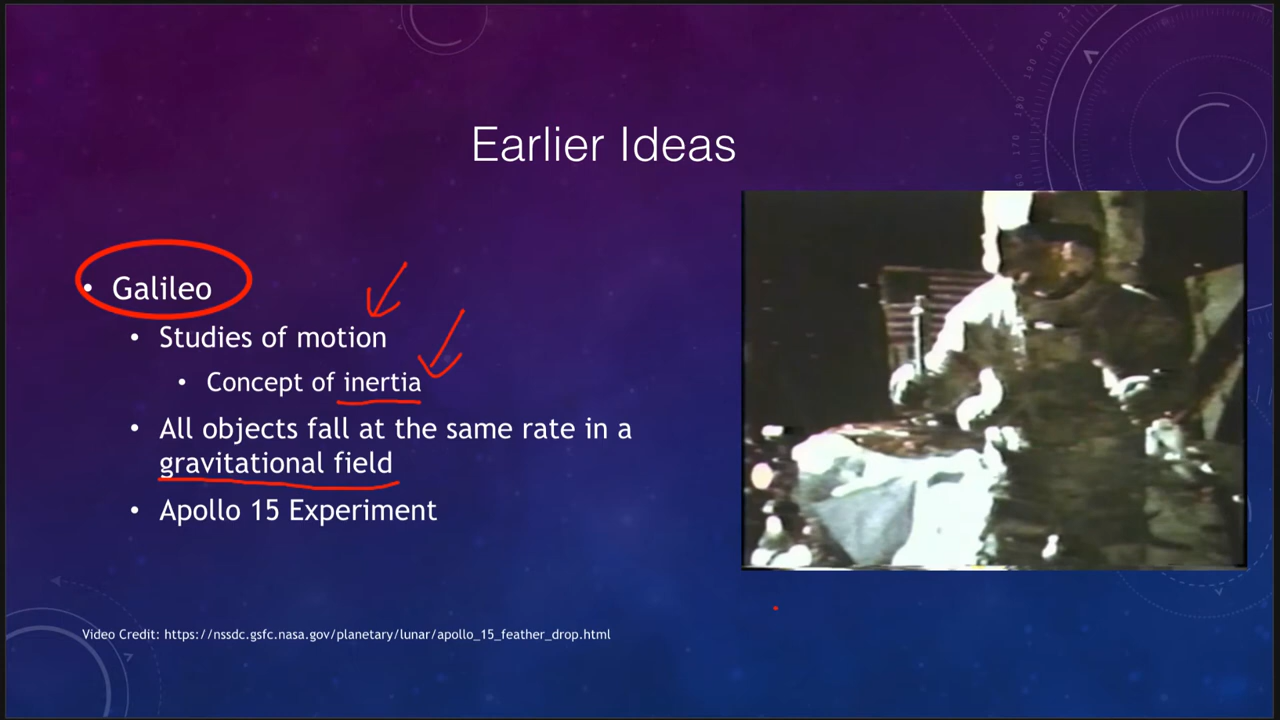 Earlier Ideas
• Galileo
• Studies of motion
• Concept of inertia
• All objects fall at the same rate in a
gravitational field
• Apollo 15 Experiment
Video Credit: https://nssdc.gsfc.nasa.gov/planetary/lunar/apollo_15_feather_drop.html